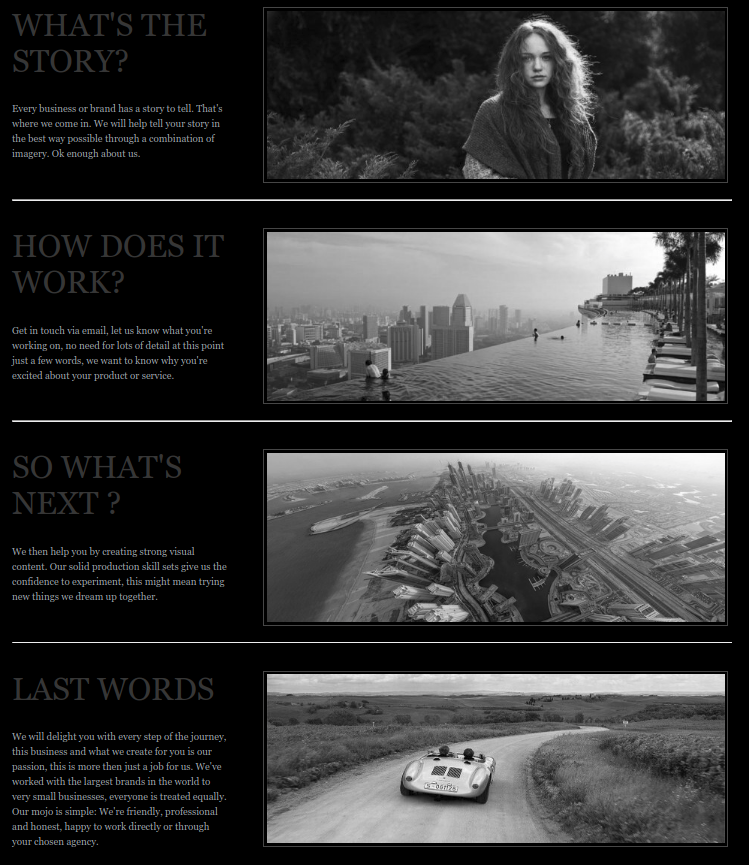 WHAT'S THE
STORY?
Every business or brand has a story to tell. That's
where we come in. We will help tell your story in
the best way possible through a combination of
imagery. Ok enough about us.
HOW DOES IT
WORK?
Get in touch via email, let us know what you're
working on, no need for lots of detail at this point
just a few words, we want to know why you're
excited about your product or service.
SO WHAT'S
NEXT ?
We then help you by creating strong visual
content. Our solid production skill sets give us the
confidence to experiment, this might mean trying
new things we dream up together.
LAST WORDS
We will delight you with every step of the journey,
this business and what we create for you is our
passion, this is more then just a job for us. We've
worked with the largest brands in the world to
very small businesses, everyone is treated equally.
Our mojo is simple: We're friendly, professional
and honest, happy to work directly or through
your chosen agency.